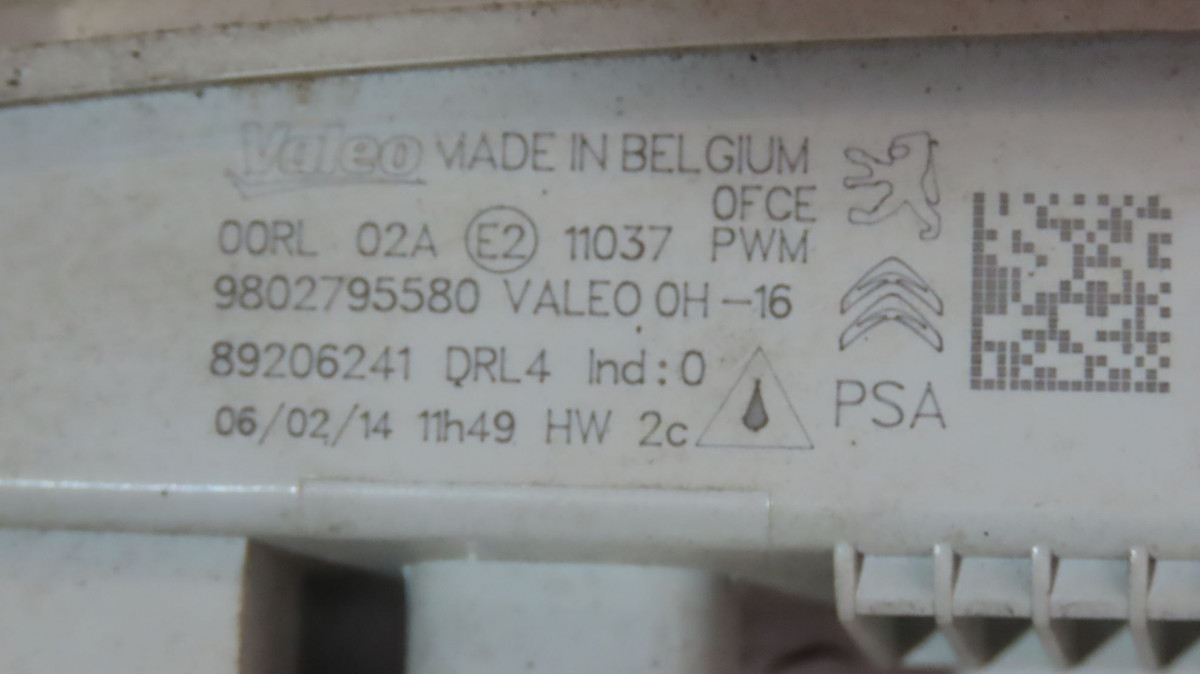 Valeo MADE IN BELGIUM
0FCE
00RL 02A E2 11037 PWM
9802795580 VALEO 0H-16
89206241 DRL4 Ind:0
06/02/14 11h49 HW 2c
PSA